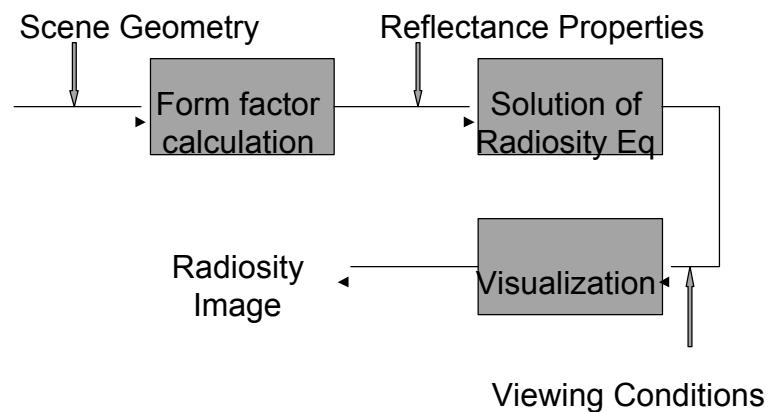 Scene Geometry
Reflectance Properties
Form factor
calculation
Solution of
Radiosity Eq
Visualization
Radiosity
Image
Viewing Conditions